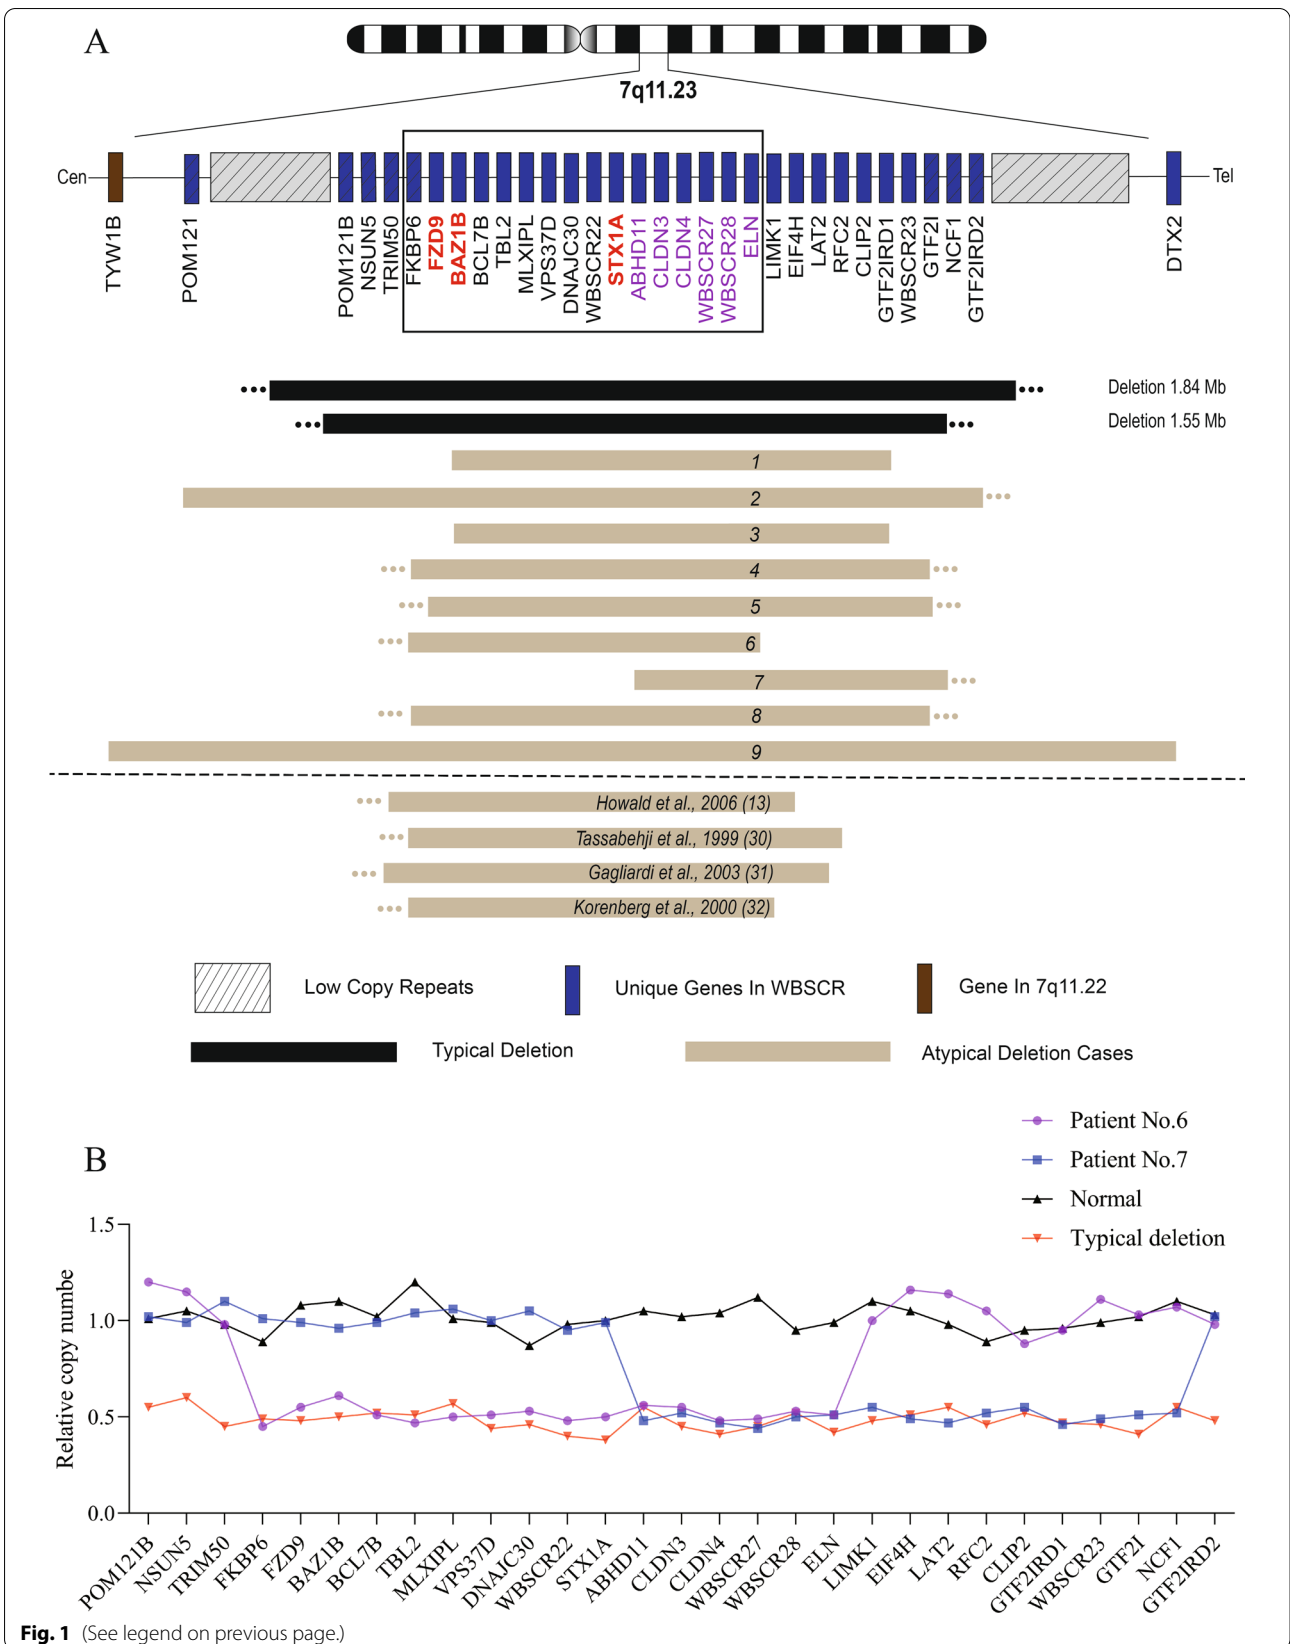 A
7q11.23
Cen
Tel
TYW1B
POM121
POM121B
NSUN5
TRIM50
FKBP6
FZD9
BAZ1B
BCL7B
TBL2
MLXIPL
VPS37D
DNAJC30
WBSCR22
STX1A
ABHD11
CLDN3
CLDN4
WBSCR27
WBSCR28
ELN
LIMK1
EIF4H
LAT2
RFC2
CLIP2
GTF2IRD1
WBSCR23
GTF2I
NCF1
GTF2IRD2
DTX2
Deletion 1.84 Mb
Deletion 1.55 Mb
1
2
3
4
5
6
7
8
9
Howald et al., 2006 (13)
Tassabehji et al., 1999 (30)
Gagliardi et al., 2003 (31)
Korenberg et al., 2000 (32)
Low Copy Repeats
Unique Genes In WBSCR
Gene In 7q11.22
Typical Deletion
Atypical Deletion Cases
B
Patient No.6
Patient No.7
Normal
Typical deletion
Relative copy numbe
1.5
1.0
0.5
0.0
POM121B
NSUN5
TRIM50
FKBP6
FZD9
BAZ1B
BCL7B
TBL2
MLXIPL
VPS37D
DNAJC30
WBSCR22
STX1A
ABHD11
CLDN3
CLDN4
WBSCR27
WBSCR28
ELN
LIMK1
EIF4H
LAT2
RFC2
CLIP2
GTF2IRD1
WBSCR23
GTF2I
NCF1
GTF2IRD2
Fig. 1 (See legend on previous page.)